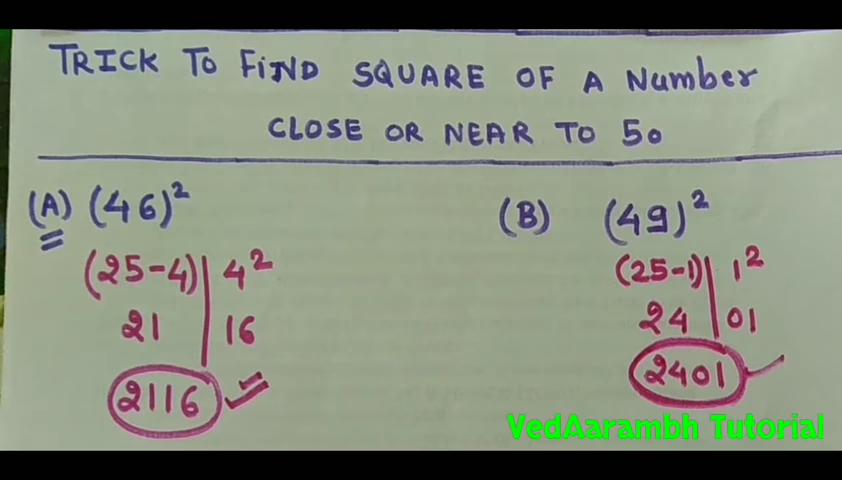 TRICK TO FIND SQUARE OF A Number
CLOSE OR NEAR TO 50
(A) (46)²
(25-4) | 4²
21 | 16
2116
(B) (49)²
(25-1) | 1²
24 | 01
2401
VedAarambh Tutorial